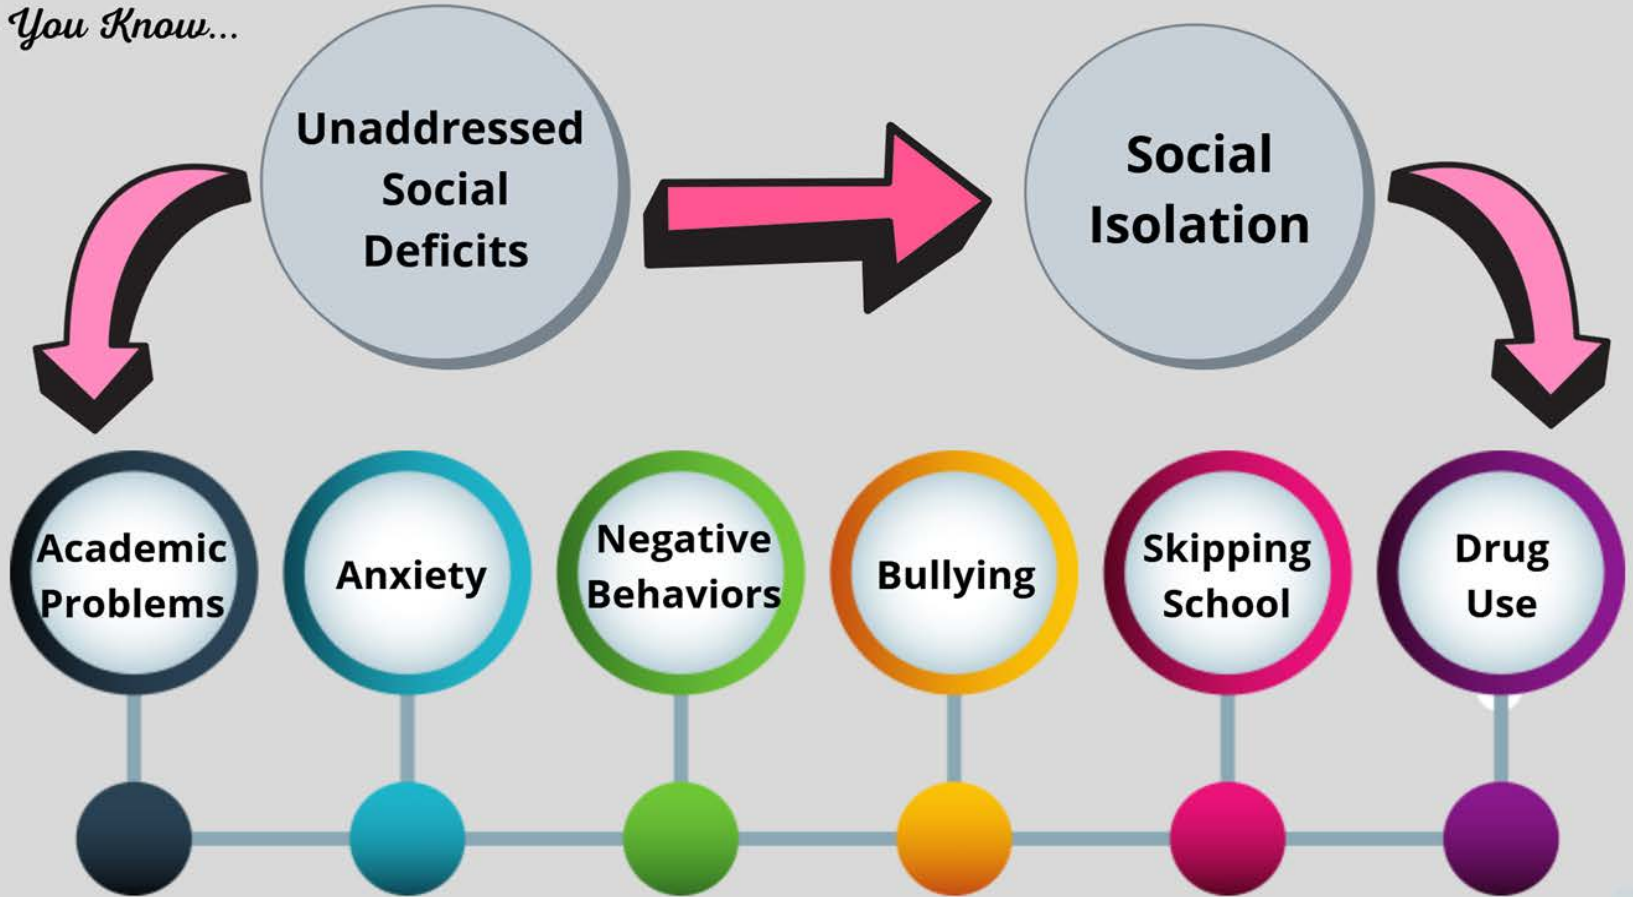 You Know...
Unaddressed
Social
Deficits
Social
Isolation
Academic
Problems
Anxiety
Negative
Behaviors
Bullying
Skipping
School
Drug
Use